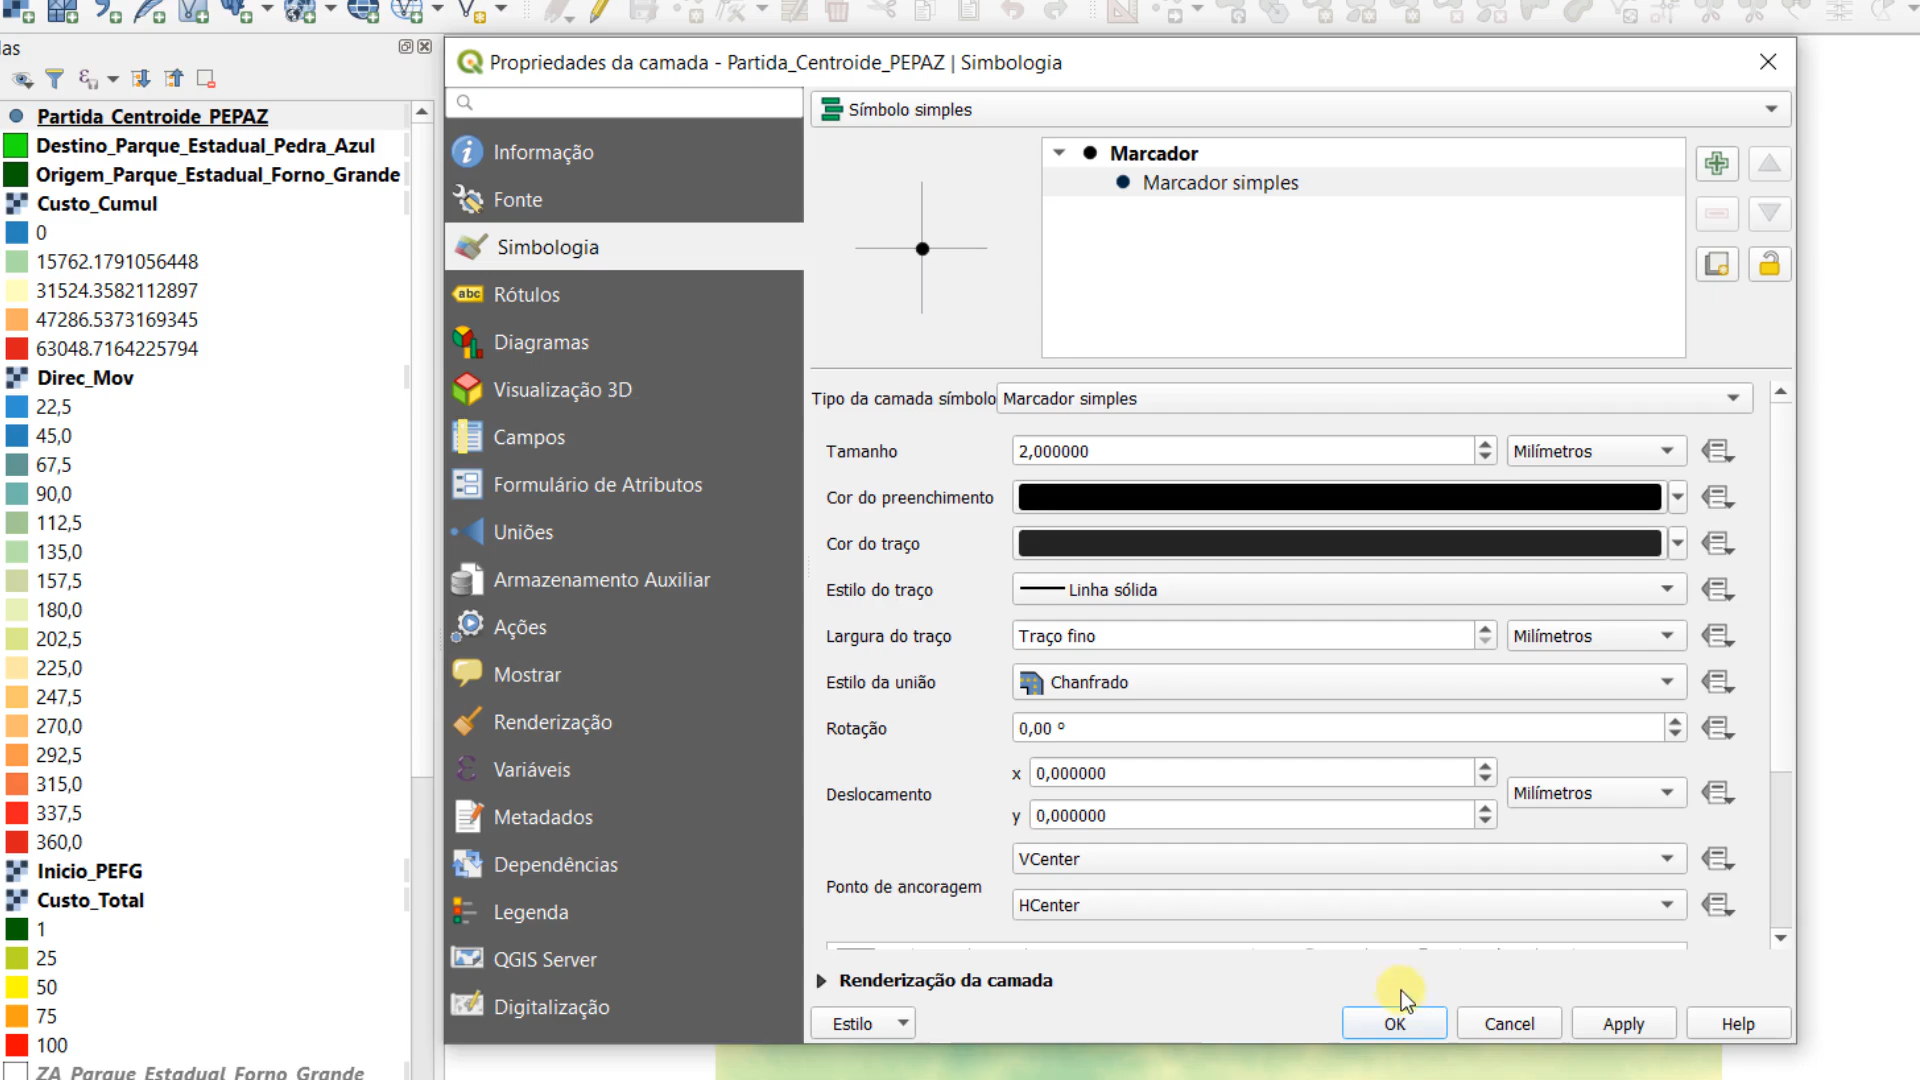 las
Partida_Centroide_PEPAZ
Destino_Parque_Estadual_Pedra_Azul
Origem_Parque_Estadual_Forno_Grande
Custo_Cumul
0
15762.1791056448
31524.3582112897
47286.5373169345
63048.7164225794
Direc_Mov
22,5
45,0
67,5
90,0
112,5
135,0
157,5
180,0
202,5
225,0
247,5
270,0
292,5
315,0
337,5
360,0
Inicio_PEFG
Custo_Total
1
25
50
75
100
ZA_Parque_Estadual_Forno_Grande
Propriedades da camada - Partida_Centroide_PEPAZ | Simbologia
Informação
Fonte
Simbologia
abc Rótulos
Diagramas
Visualização 3D
Campos
Formulário de Atributos
Uniões
Armazenamento Auxiliar
Ações
Mostrar
Renderização
Variáveis
Metadados
Dependências
Legenda
QGIS Server
Digitalização
Símbolo simples
Marcador
Marcador simples
Tipo da camada símbolo Marcador simples
Tamanho 2,000000 Milímetros
Cor do preenchimento
Cor do traço
Estilo do traço Linha sólida
Largura do traço Traço fino Milímetros
Estilo da união Chanfrado
Rotação 0,00 °
Deslocamento x 0,000000 Milímetros
y 0,000000
Ponto de ancoragem VCenter
HCenter
Renderização da camada
Estilo OK Cancel Apply Help